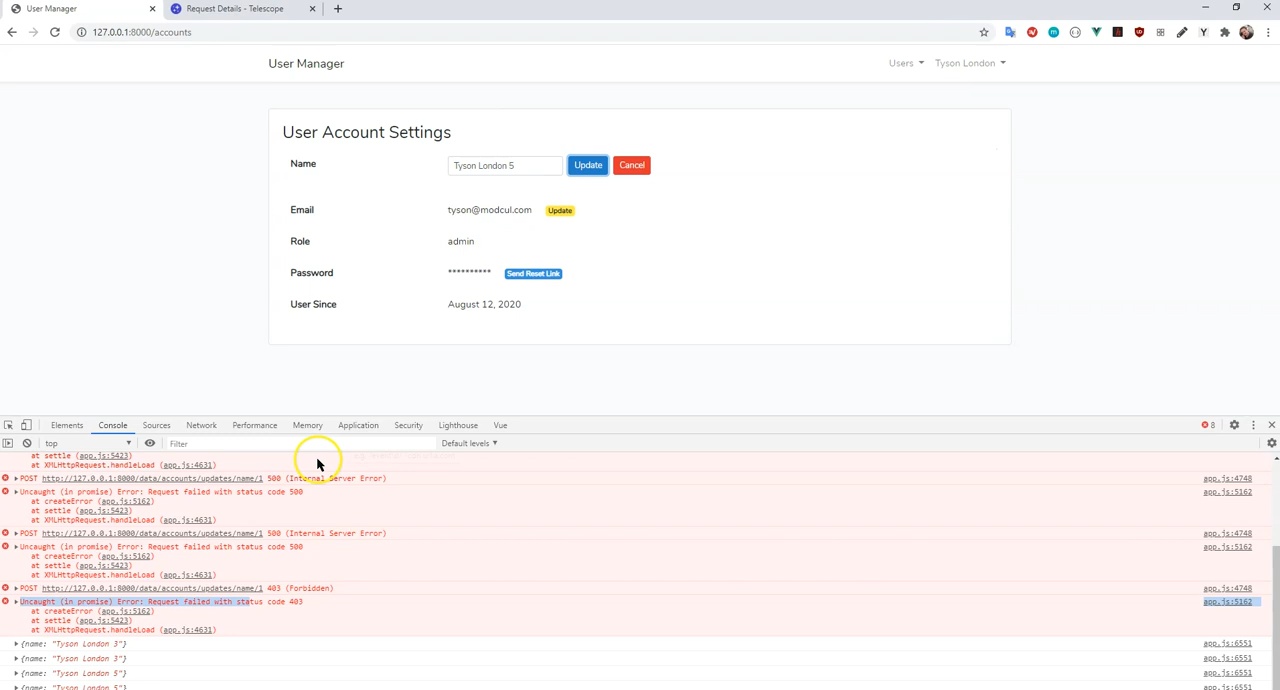 User Manager
Request Details - Telescope
127.0.0.1:8000/accounts
User Manager
Users
Tyson London
User Account Settings
Name
Tyson London 5
Update
Cancel
Email
tyson@modcul.com
Update
Role
admin
Password
**********
Send Reset Link
User Since
August 12, 2020
Elements Console Sources Network Performance Memory Application Security Lighthouse Vue
8
top
Filter
Default levels
at settle (app.js:5423)
at XMLHttpRequest.handleLoad (app.js:4631)
POST http://127.0.0.1:8000/data/accounts/updates/name/1 500 (Internal Server Error) app.js:4748
Uncaught (in promise) Error: Request failed with status code 500 app.js:5162
at createError (app.js:5162)
at settle (app.js:5423)
at XMLHttpRequest.handleLoad (app.js:4631)
POST http://127.0.0.1:8000/data/accounts/updates/name/1 500 (Internal Server Error) app.js:4748
Uncaught (in promise) Error: Request failed with status code 500 app.js:5162
at createError (app.js:5162)
at settle (app.js:5423)
at XMLHttpRequest.handleLoad (app.js:4631)
POST http://127.0.0.1:8000/data/accounts/updates/name/1 403 (Forbidden) app.js:4748
Uncaught (in promise) Error: Request failed with status code 403 app.js:5162
at createError (app.js:5162)
at settle (app.js:5423)
at XMLHttpRequest.handleLoad (app.js:4631)
{name: "Tyson London 3"} app.js:6551
{name: "Tyson London 3"} app.js:6551
{name: "Tyson London 5"} app.js:6551
{name: "Tyson London 5"} app.js:6551